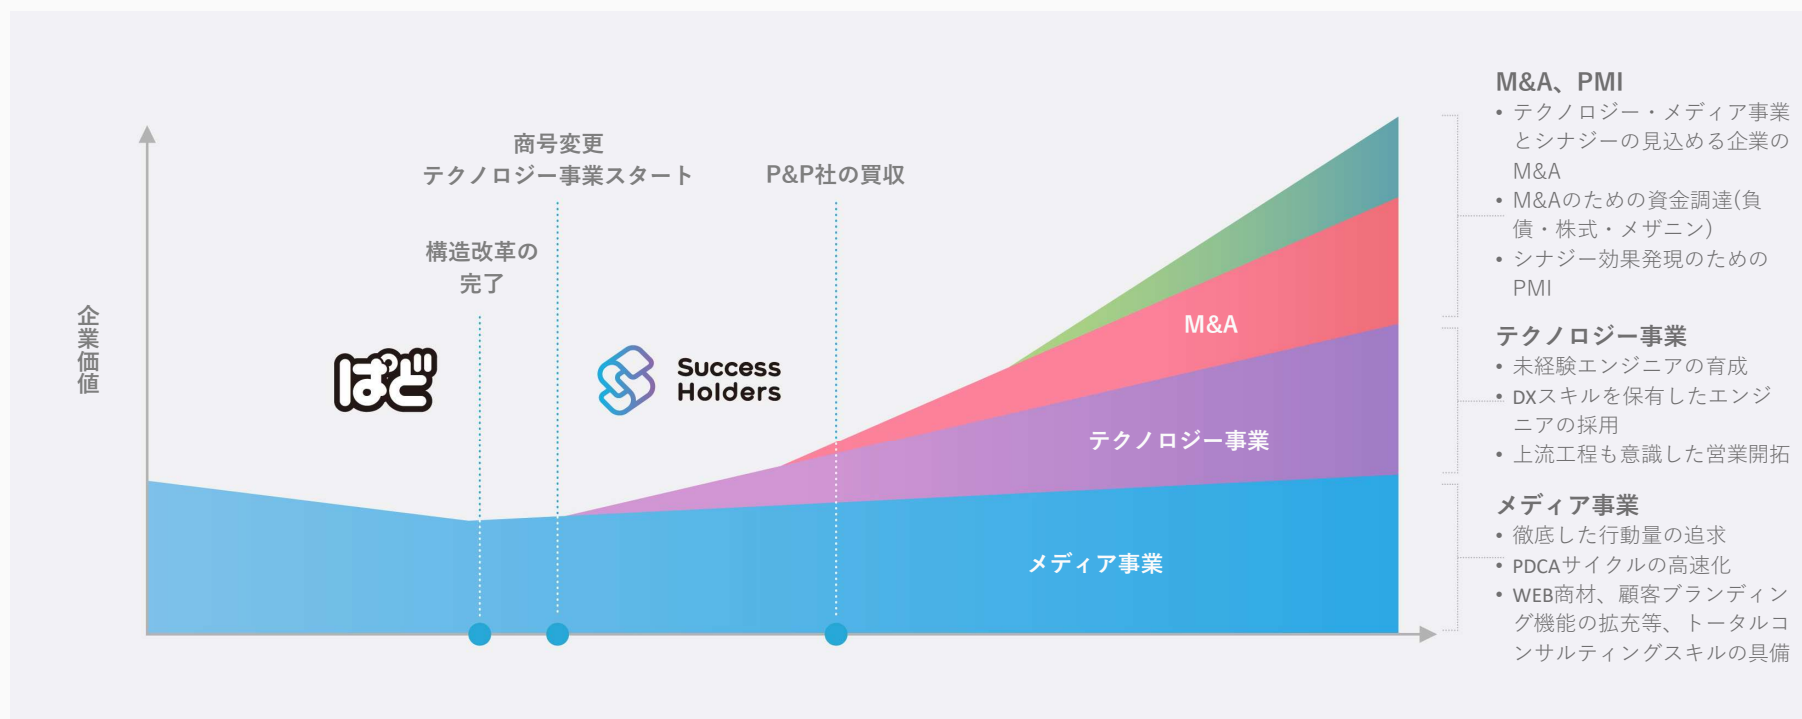 商号変更
テクノロジー事業スタート
P&P社の買収
構造改革の
完了
企業価値
ぱど
Success
Holders
M&A
テクノロジー事業
メディア事業
M&A、PMI
• テクノロジー・メディア事業
とシナジーの見込める企業の
M&A
• M&Aのための資金調達(負
債・株式・メザニン)
• シナジー効果発現のための
PMI
テクノロジー事業
• 未経験エンジニアの育成
• DXスキルを保有したエンジ
ニアの採用
• 上流工程も意識した営業開拓
メディア事業
• 徹底した行動量の追求
• PDCAサイクルの高速化
• WEB商材、顧客ブランディン
グ機能の拡充等、トータルコ
ンサルティングスキルの具備